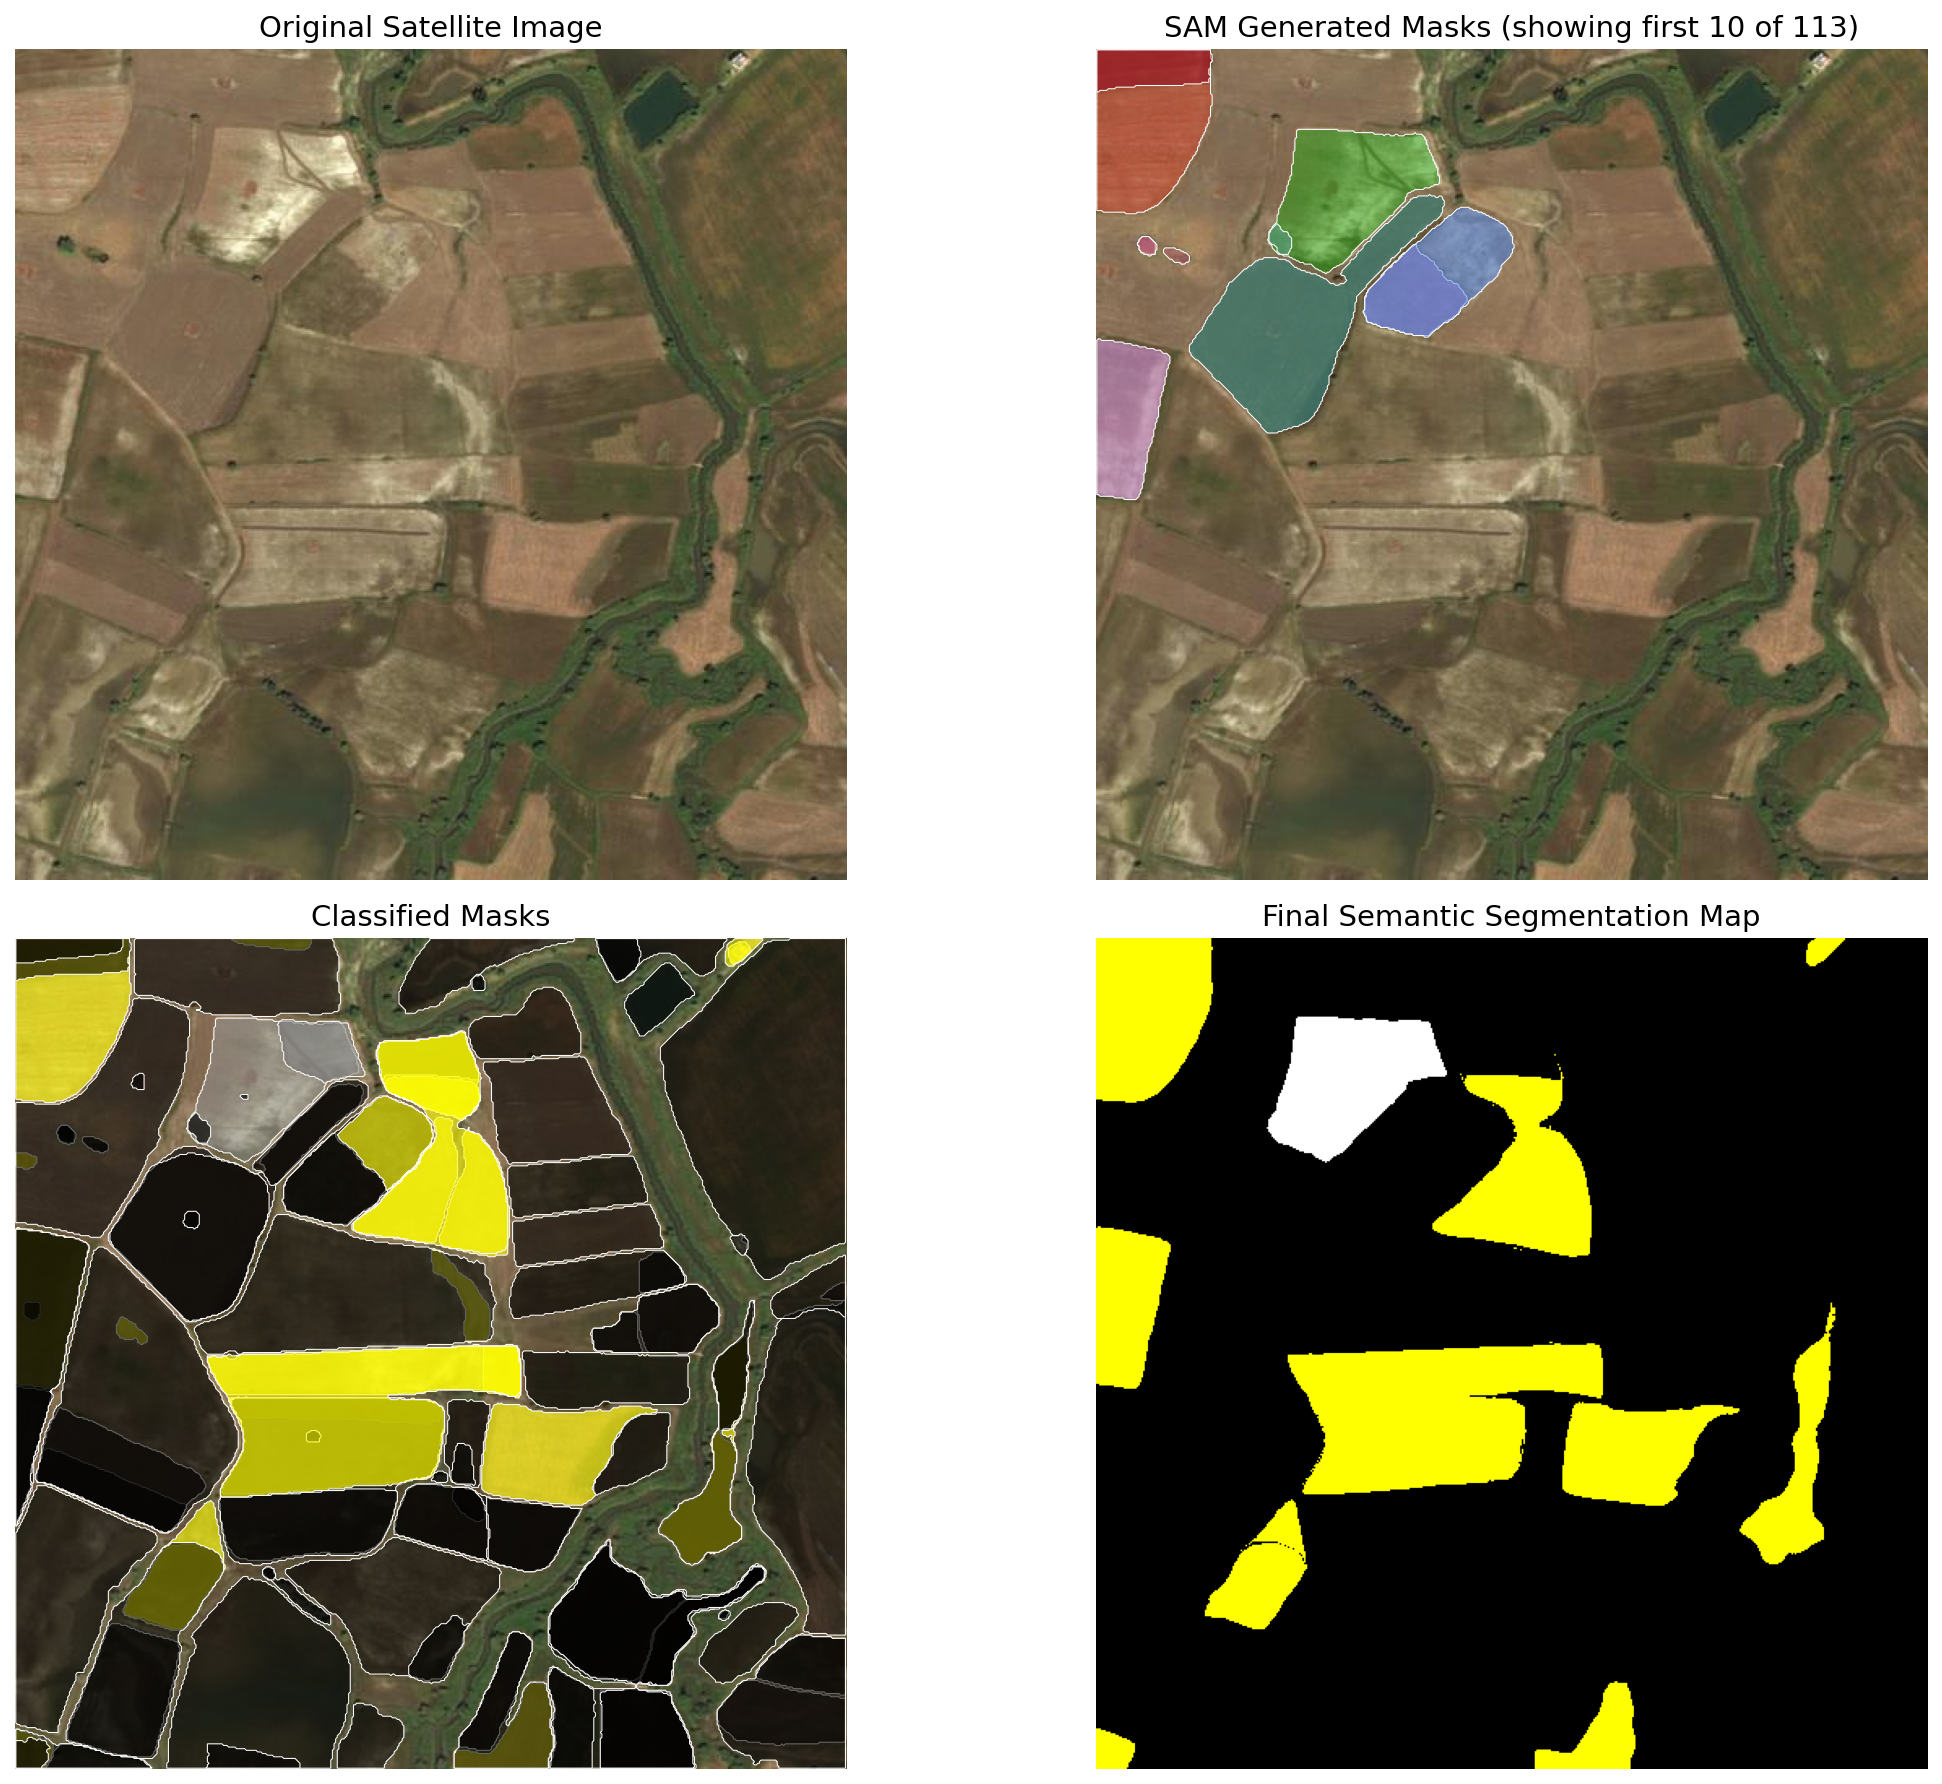 Original Satellite Image
SAM Generated Masks (showing first 10 of 113)
Classified Masks
Final Semantic Segmentation Map